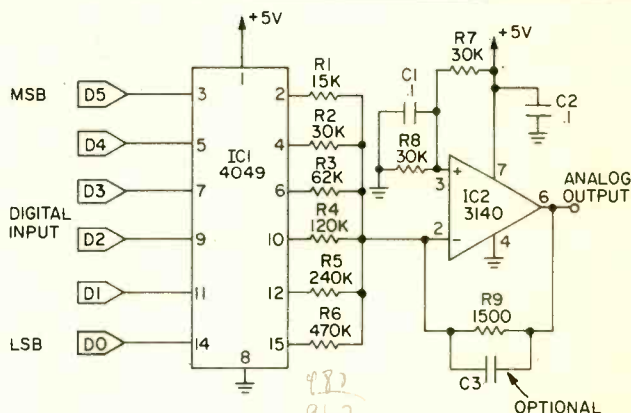 +5V
+5V
R7
30K
R1
15K
C1
.1
C2
.1
MSB
D5
3
1
2
R2
30K
R8
30K
D4
5
IC1
4049
4
3
+
7
R3
62K
IC2
3140
6
ANALOG
OUTPUT
D3
7
6
R4
120K
2
-
4
DIGITAL
INPUT
D2
9
10
R5
240K
R9
1500
D1
11
12
R6
470K
LSB
D0
14
15
8
C3
OPTIONAL